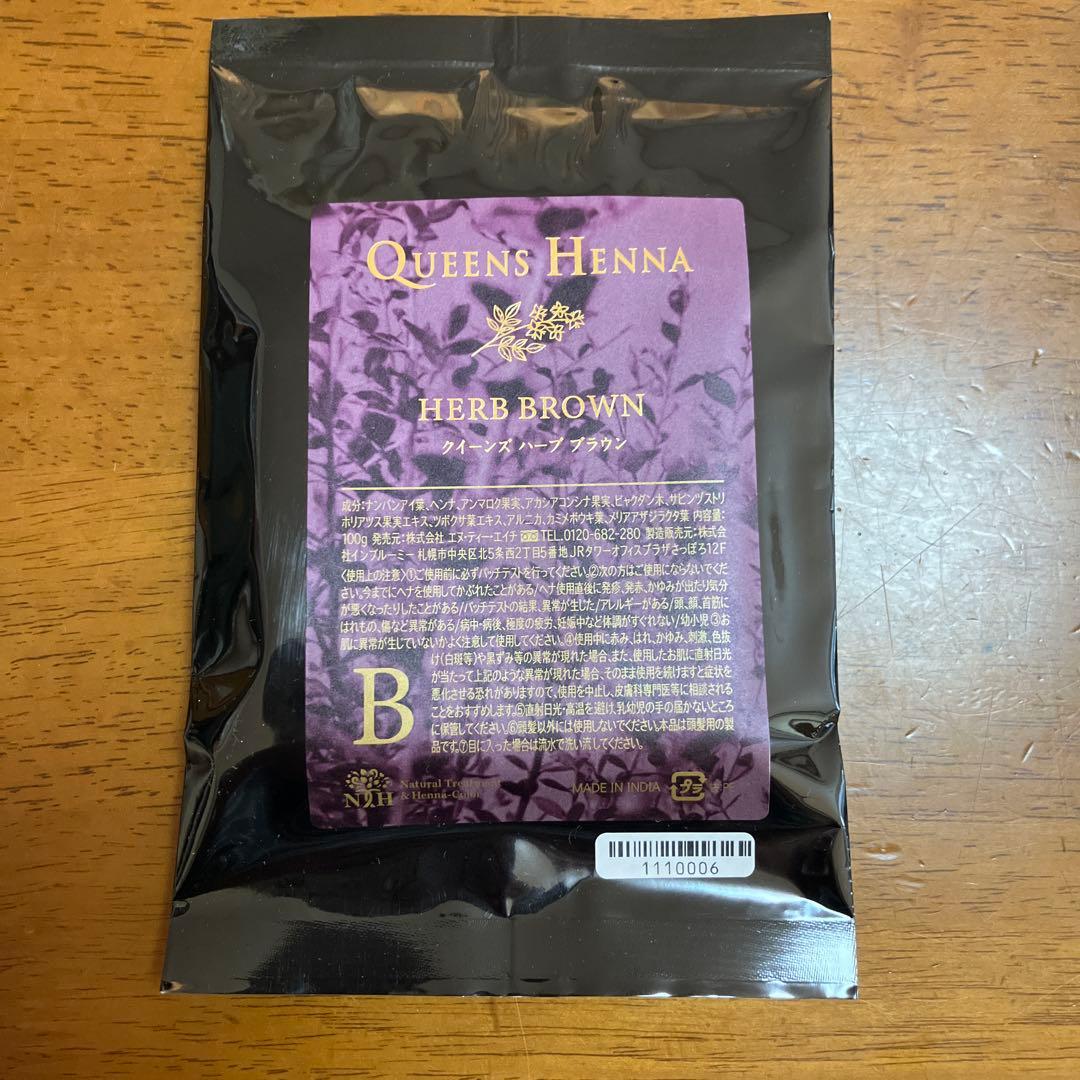 QUEENS HENNA
HERB BROWN
クイーンズ ハーブ ブラウン
成分:ナンバンアイ葉、ヘンナ、アンマロク果実、アカシアコンシナ果実、ビャクダン木、サピンヅストリ
ホリアツス果実エキス、ツボクサ葉エキス、アルニカ、カミメボウキ葉、メリアアザジラクタ葉 内容量:
100g 発売元:株式会社 エヌ・ティー・エイチ TEL.0120-682-280 製造販売元:株式会
社インブルーミー 札幌市中央区北5条西2丁目5番地JRタワーオフィスプラザさっぽろ12F
〈使用上の注意〉①ご使用前に必ずパッチテストを行ってください。②次の方はご使用にならないでくだ
さい。今までにヘナを使用してかぶれたことがある/ヘナ使用直後に発疹、発赤、かゆみが出たり気分
が悪くなったりしたことがある/パッチテストの結果、異常が生じた/アレルギーがある/頭、顔、首筋に
はれもの、傷など異常がある/病中・病後、極度の疲労、妊娠中など体調がすぐれない/幼小児 ③お
肌に異常が生じていないかよく注意して使用してください。④使用中に赤み、はれ、かゆみ、刺激、色抜
け(白斑等)や黒ずみ等の異常が現れた場合、また、使用したお肌に直射日光
が当たって上記のような異常が現れた場合、そのまま使用を続けますと症状を
悪化させる恐れがありますので、使用を中止し、皮膚科専門医等に相談される
ことをおすすめします。⑤直射日光・高温を避け、乳幼児の手の届かないところ
に保管してください。⑥頭髪以外には使用しないでください。本品は頭髪用の製
品です。⑦目に入った場合は流水で洗い流してください。
B
NTH
Natural Treatment
& Henna-Color
MADE IN INDIA プラ PE
1110006